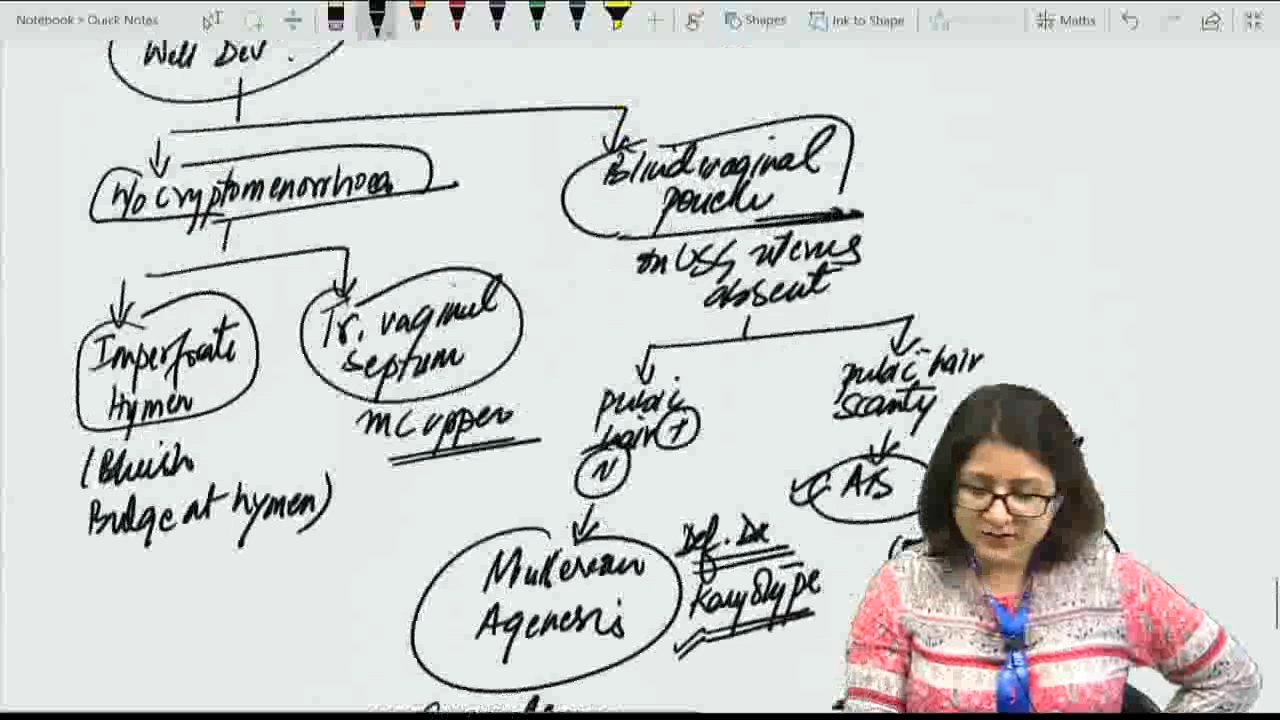 Notebook > Quick Notes
Shapes
Ink to Shape
Maths
Well Dev.
H/o Cryptomenorrhoea
Blind vaginal
pouch
on USG, uterus
absent
Imperforate
Hymen
(Bluish
Bulge at hymen)
Tr. vaginal
septum
MC upper
pubic
hair +
N
pubic hair
scanty
AIS
Mullerian
Agenesis
Def. Dx
Karyotype